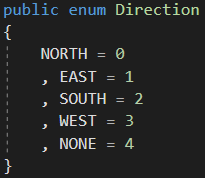 public enum Direction
{
NORTH = 0
, EAST = 1
, SOUTH = 2
, WEST = 3
, NONE = 4
}